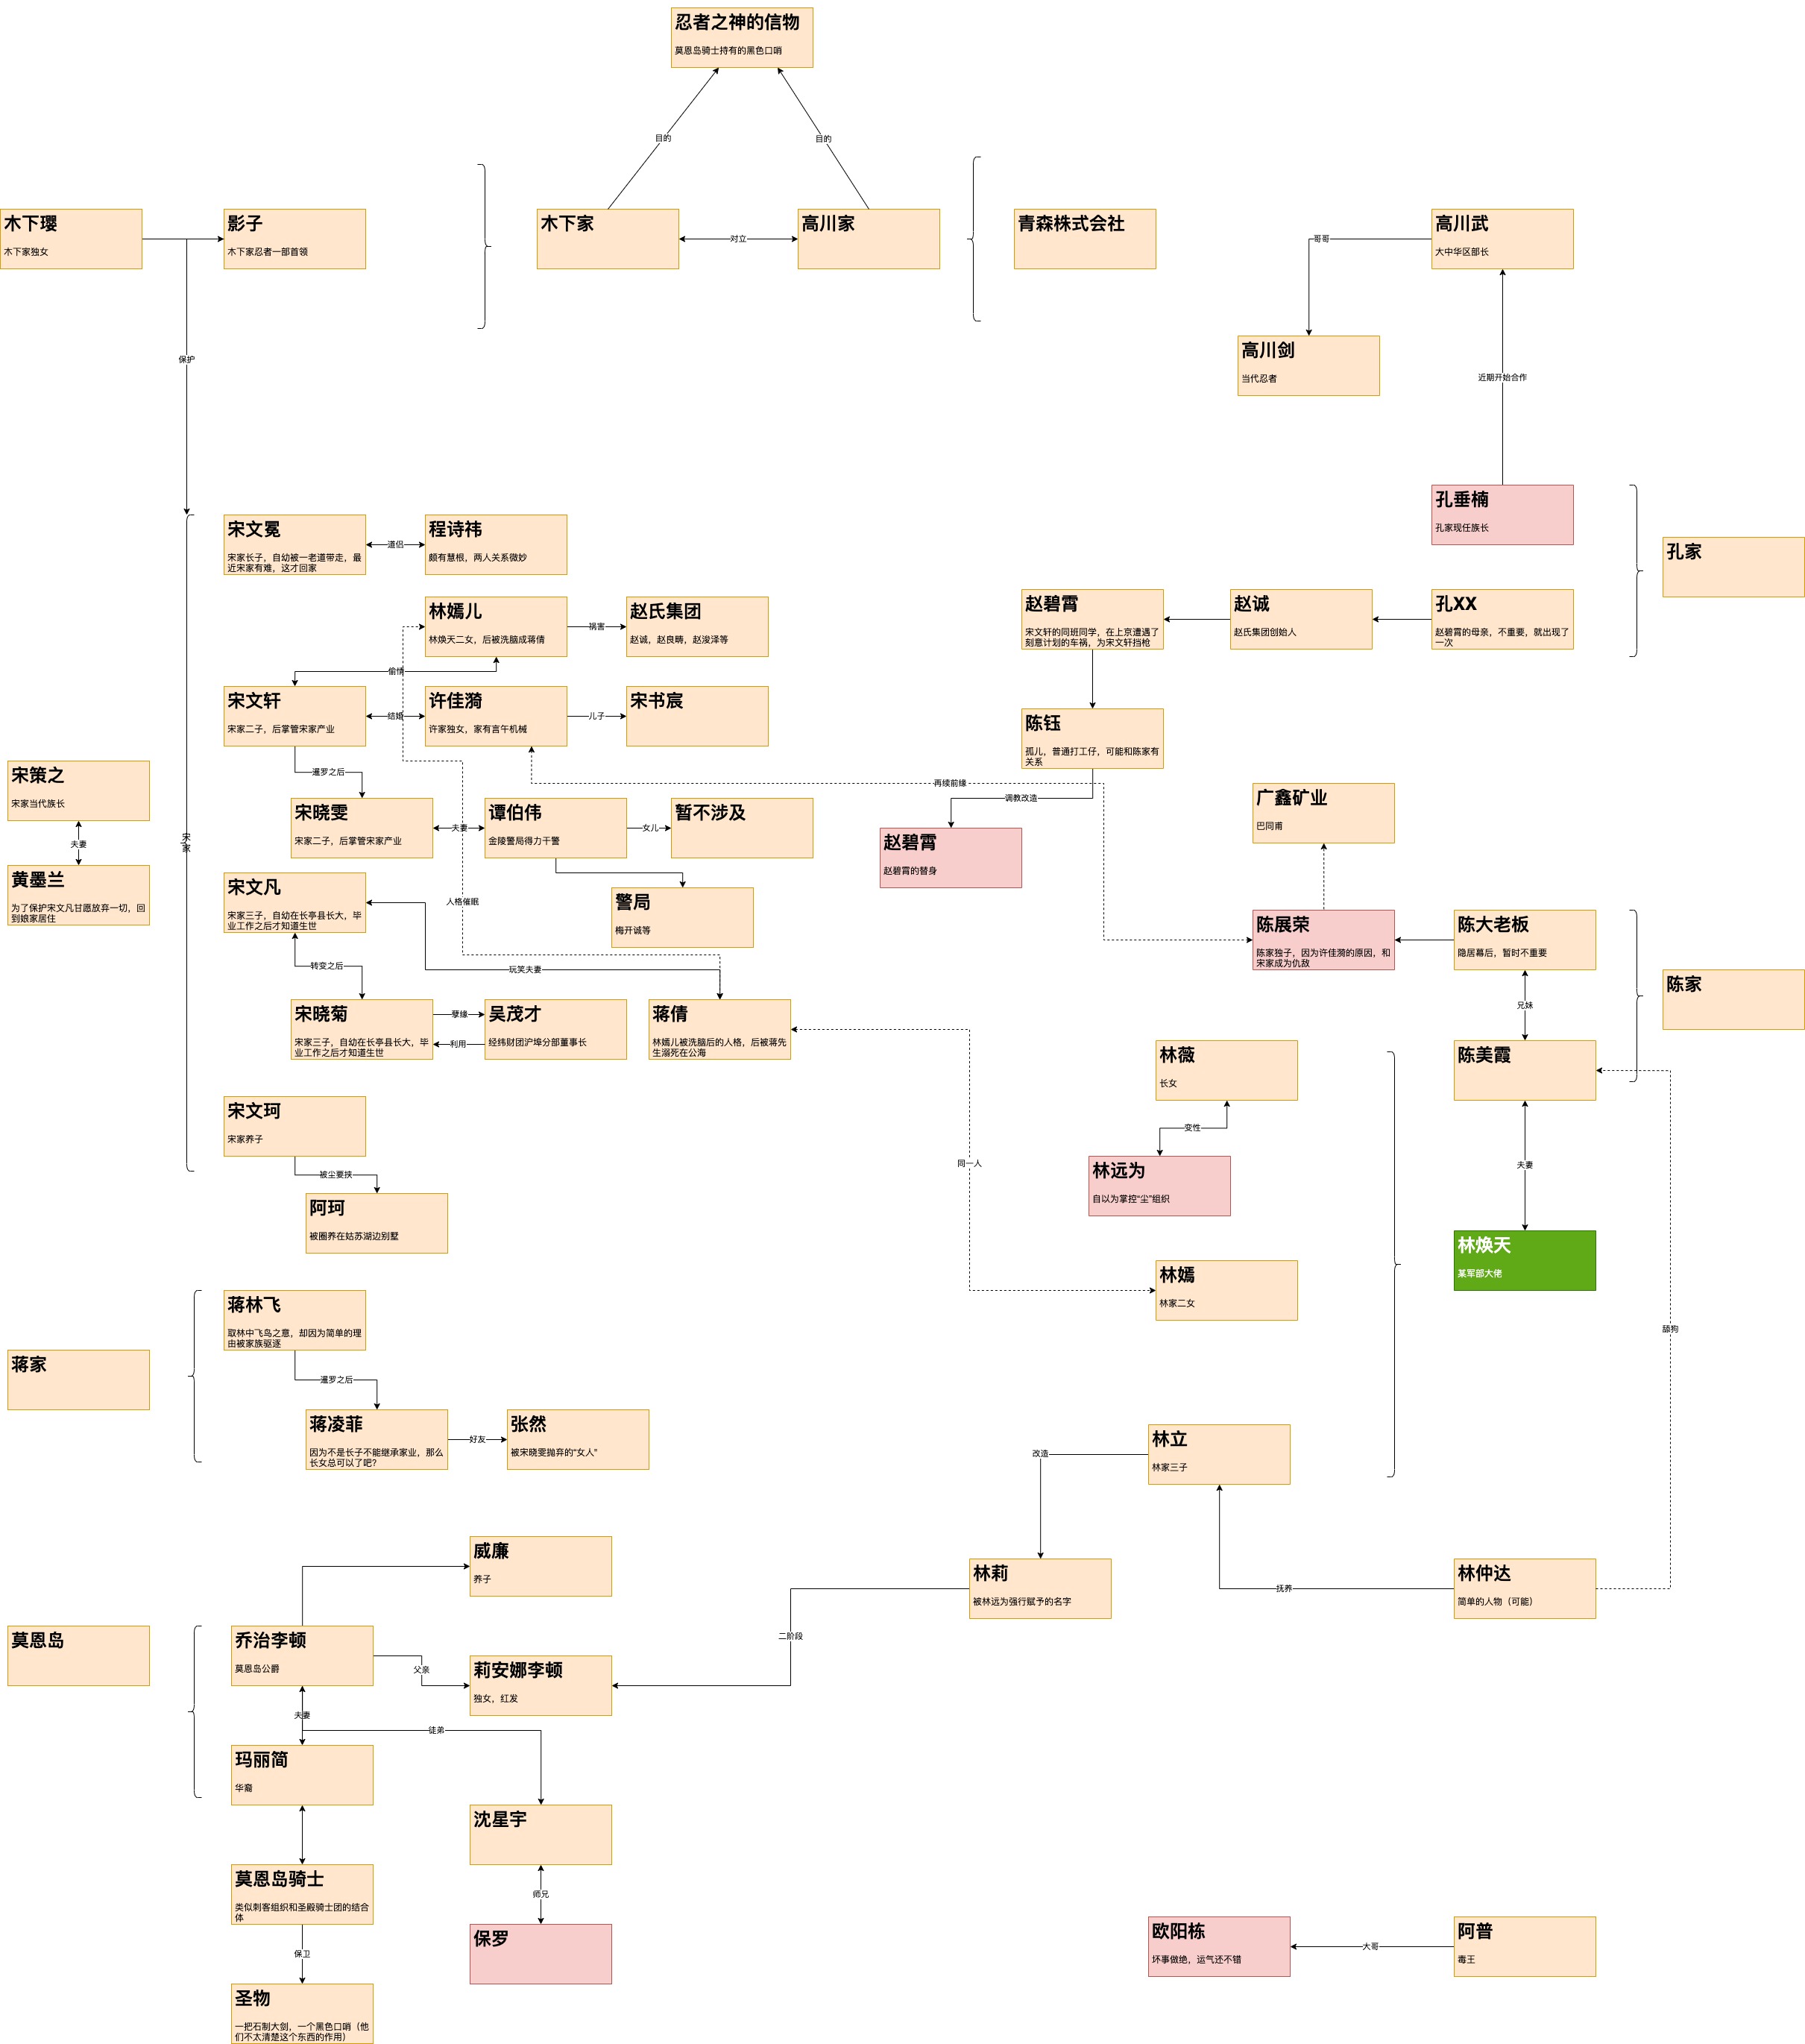 忍者之神的信物
莫恩岛骑士持有的黑色口哨
目的
目的
木下璎
木下家独女
影子
木下家忍者一部首领
木下家
对立
高川家
青森株式会社
高川武
大中华区部长
哥哥
高川剑
当代忍者
保护
近期开始合作
孔垂楠
孔家现任族长
孔家
宋文冕
宋家长子，自幼被一老道带走，最
近宋家有难，这才回家
道侣
程诗祎
颇有慧根，两人关系微妙
林嫣儿
林焕天二女，后被洗脑成蒋倩
祸害
赵氏集团
赵诚，赵良畴，赵浚泽等
赵碧霄
宋文轩的同班同学，在上京遭遇了
刻意计划的车祸，为宋文轩挡枪
赵诚
赵氏集团创始人
孔XX
赵碧霄的母亲，不重要，就出现了
一次
偷情
宋文轩
宋家二子，后掌管宋家产业
结婚
许佳漪
许家独女，家有言午机械
儿子
宋书宸
陈钰
孤儿，普通打工仔，可能和陈家有
关系
宋策之
宋家当代族长
夫妻
黄墨兰
为了保护宋文凡甘愿放弃一切，回
到娘家居住
宋家
暹罗之后
再续前缘
调教改造
宋晓雯
宋家二子，后掌管宋家产业
夫妻
谭伯伟
金陵警局得力干警
女儿
暂不涉及
赵碧霄
赵碧霄的替身
广鑫矿业
巴同甫
宋文凡
宋家三子，自幼在长亭县长大，毕
业工作之后才知道生世
人格催眠
警局
梅开诚等
陈展荣
陈家独子，因为许佳漪的原因，和
宋家成为仇敌
陈大老板
隐居幕后，暂时不重要
陈家
转变之后
玩笑夫妻
兄妹
宋晓菊
宋家三子，自幼在长亭县长大，毕
业工作之后才知道生世
孽缘
利用
吴茂才
经纬财团沪埠分部董事长
蒋倩
林嫣儿被洗脑后的人格，后被蒋先
生溺死在公海
林薇
长女
陈美霞
变性
同一人
夫妻
宋文珂
宋家养子
被尘要挟
阿珂
被圈养在姑苏湖边别墅
林远为
自以为掌控“尘”组织
林焕天
某军部大佬
林嫣
林家二女
舔狗
蒋家
蒋林飞
取林中飞鸟之意，却因为简单的理
由被家族驱逐
暹罗之后
蒋凌菲
因为不是长子不能继承家业，那么
长女总可以了吧？
好友
张然
被宋晓雯抛弃的“女人”
林立
林家三子
改造
威廉
养子
林莉
被林远为强行赋予的名字
抚养
林仲达
简单的人物（可能）
二阶段
莫恩岛
乔治李顿
莫恩岛公爵
父亲
莉安娜李顿
独女，红发
夫妻
徒弟
玛丽简
华裔
沈星宇
师兄
保罗
莫恩岛骑士
类似刺客组织和圣殿骑士团的结合
体
保卫
圣物
一把石制大剑，一个黑色口哨（他
们不太清楚这个东西的作用）
欧阳栋
坏事做绝，运气还不错
大哥
阿普
毒王